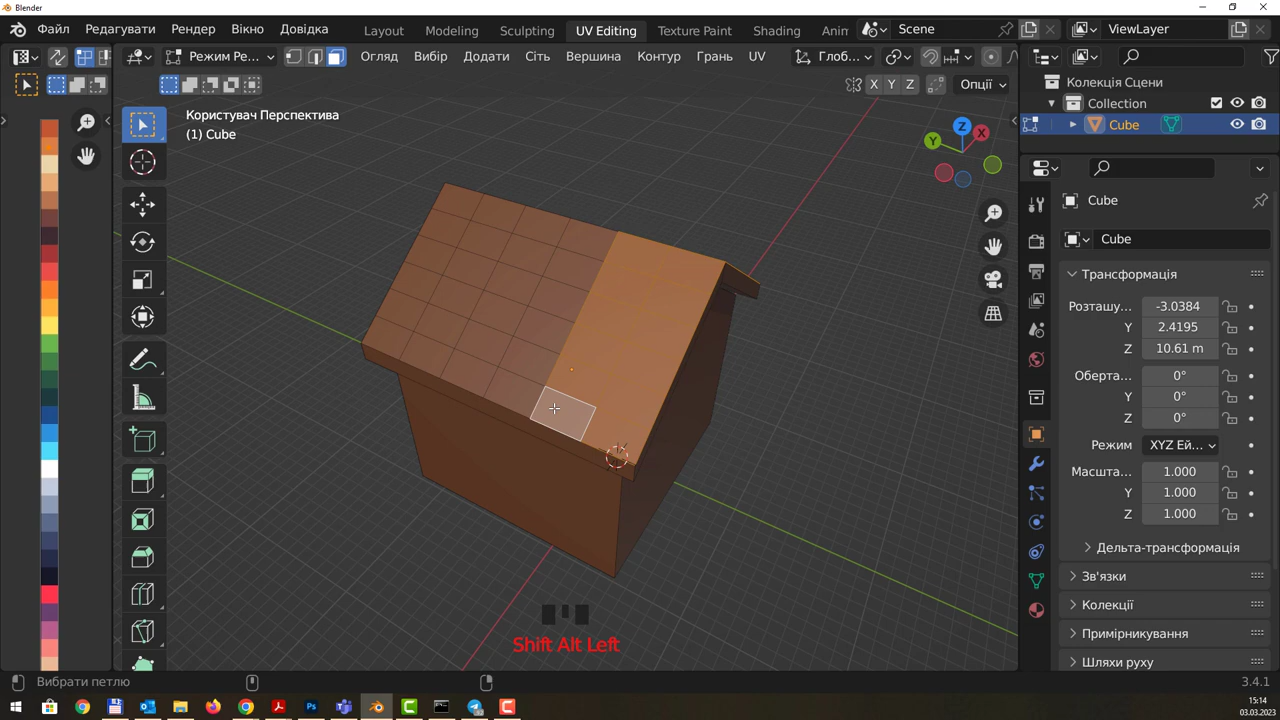 Blender
Файл Редагування Рендер Вікно Довідка Layout Modeling Sculpting UV Editing Texture Paint Shading Anim Scene ViewLayer
Режим Ре... Огляд Вибір Додати Сіть Вершина Контур Грань UV Глоб...
X Y Z Опції
Колекція Сцени
Collection
Cube
Користувач Перспектива
(1) Cube
Z
X
Y
Cube
Cube
Трансформація
Розташу... -3.0384
Y 2.4195
Z 10.61 m
Оберта... 0°
Y 0°
Z 0°
Режим XYZ Ей...
Масшта... 1.000
Y 1.000
Z 1.000
Дельта-трансформація
Зв'язки
Колекції
Примірникування
Шляхи руху
Shift Alt Left
Вибрати петлю 3.4.1
15:14
03.03.2023